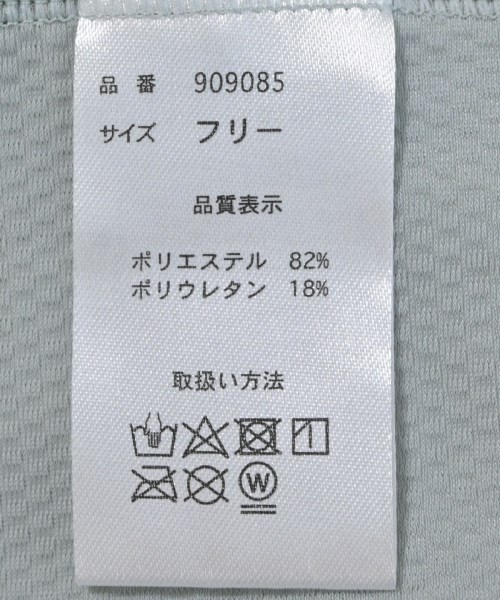 品番 909085
サイズ フリー
品質表示
ポリエステル 82%
ポリウレタン 18%
取扱い方法
W